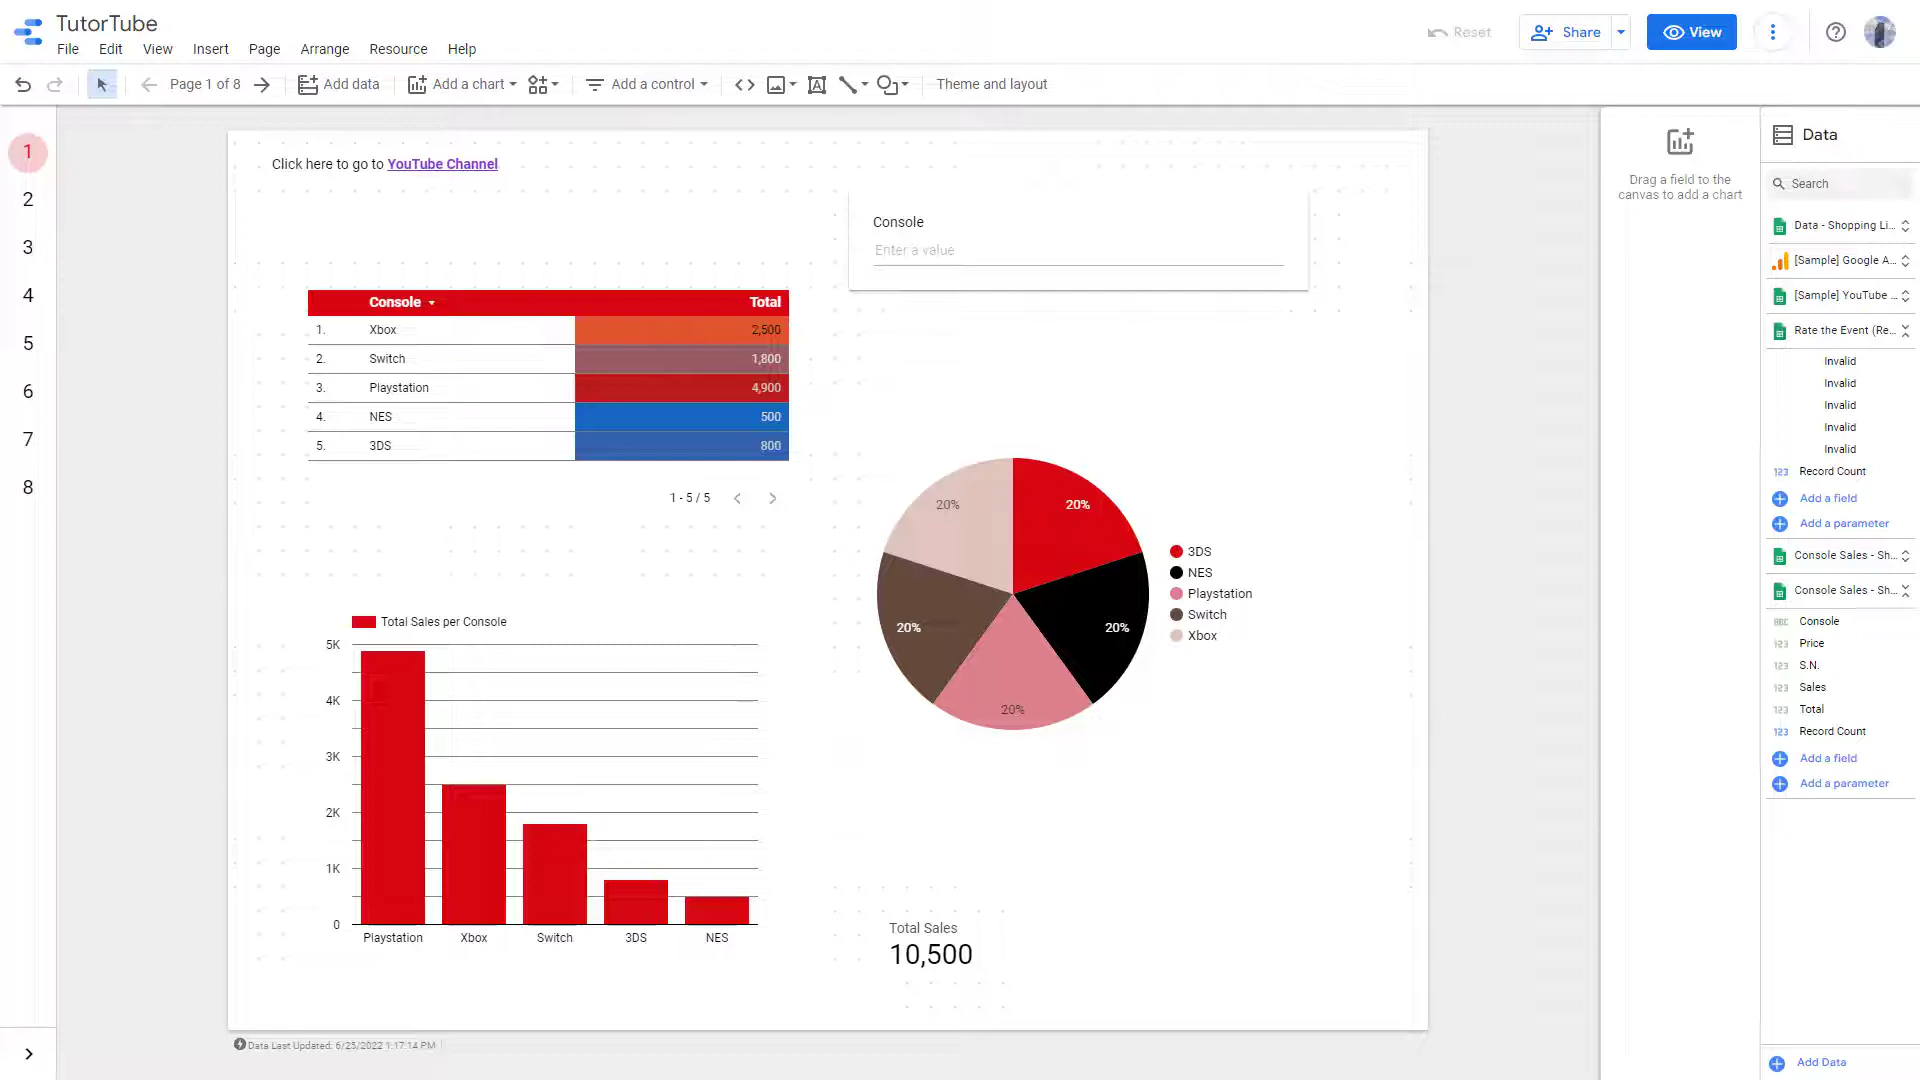 TutorTube
File Edit View Insert Page Arrange Resource Help
Reset
Share
View
Page 1 of 8
Add data
Add a chart
Add a control
Theme and layout
1
2
3
4
5
6
7
8
Click here to go to YouTube Channel
Console
Enter a value
Console Total
1. Xbox 2,500
2. Switch 1,800
3. Playstation 4,900
4. NES 500
5. 3DS 800
1 - 5 / 5
20%
20%
20%
20%
20%
3DS
NES
Playstation
Switch
Xbox
Total Sales per Console
5K
4K
3K
2K
1K
0
Playstation Xbox Switch 3DS NES
Total Sales
10,500
Data Last Updated: 6/25/2022 1:17:14 PM
Drag a field to the
canvas to add a chart
Data
Search
Data - Shopping Li...
[Sample] Google A...
[Sample] YouTube ...
Rate the Event (Re...
Invalid
Invalid
Invalid
Invalid
Invalid
123 Record Count
Add a field
Add a parameter
Console Sales - Sh...
Console Sales - Sh...
ABC Console
123 Price
123 S.N.
123 Sales
123 Total
123 Record Count
Add a field
Add a parameter
Add Data